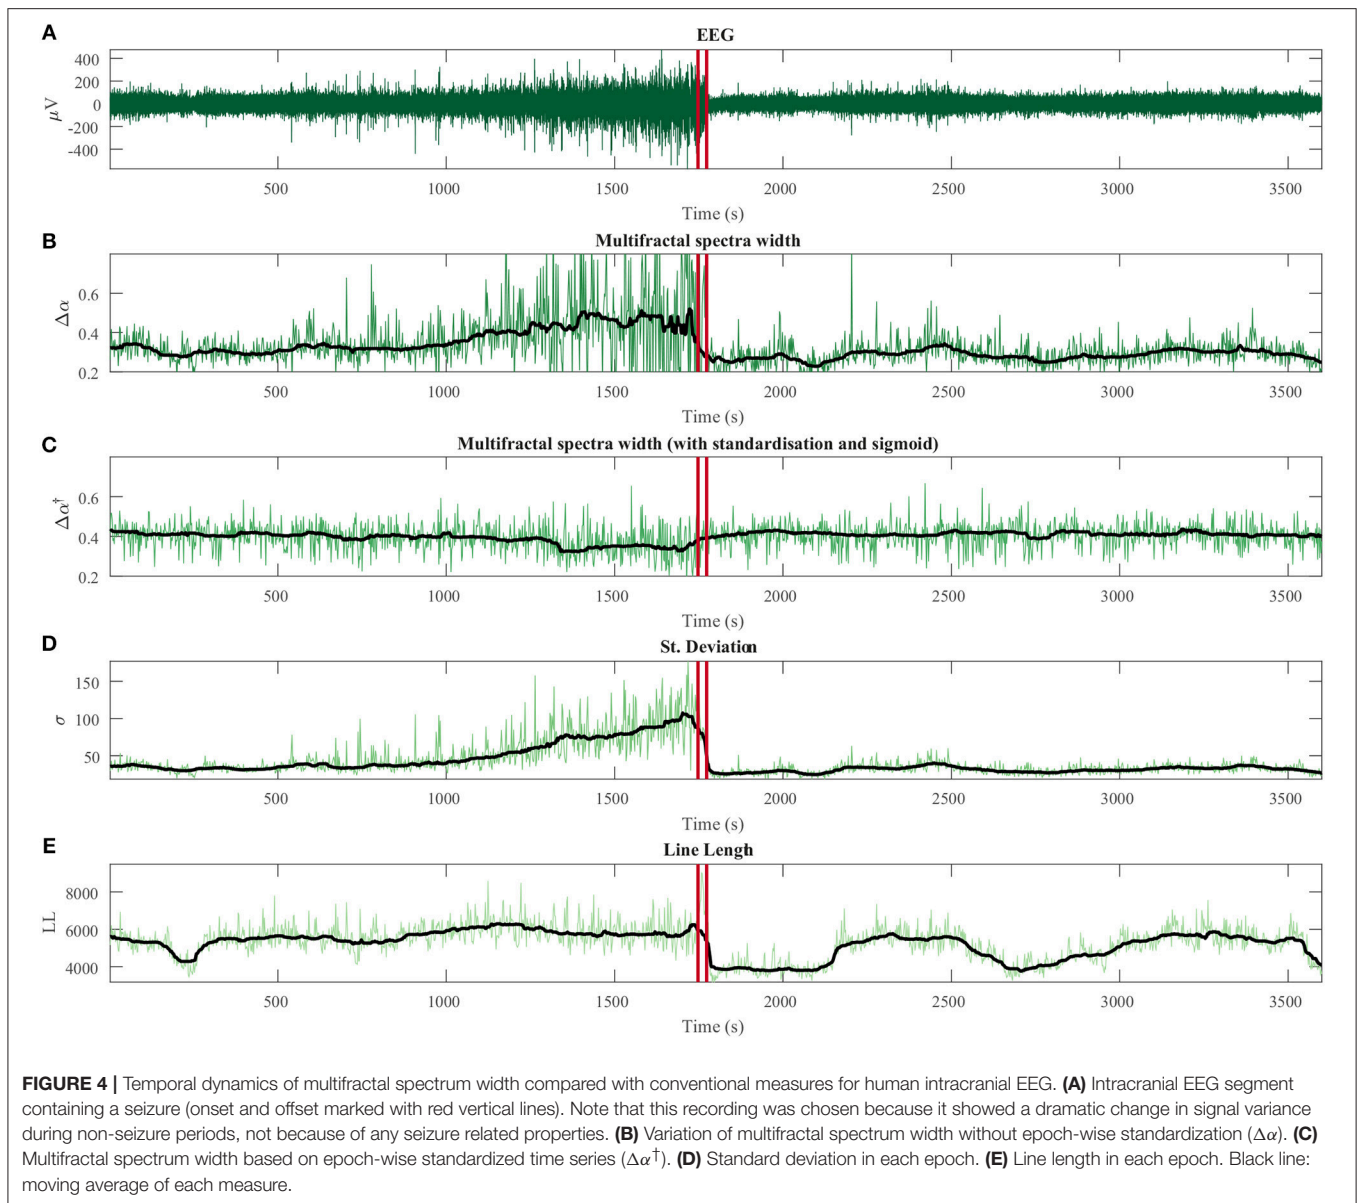 A
EEG
400
200
0
-200
-400
μV
500 1000 1500 2000 2500 3000 3500
Time (s)
B
Multifractal spectra width
0.6
0.4
0.2
Δα
500 1000 1500 2000 2500 3000 3500
Time (s)
C
Multifractal spectra width (with standardisation and sigmoid)
0.6
0.4
0.2
Δα†
500 1000 1500 2000 2500 3000 3500
Time (s)
D
St. Deviation
150
100
50
σ
500 1000 1500 2000 2500 3000 3500
Time (s)
E
Line Length
8000
6000
4000
LL
500 1000 1500 2000 2500 3000 3500
Time (s)
FIGURE 4 | Temporal dynamics of multifractal spectrum width compared with conventional measures for human intracranial EEG. (A) Intracranial EEG segment
containing a seizure (onset and offset marked with red vertical lines). Note that this recording was chosen because it showed a dramatic change in signal variance
during non-seizure periods, not because of any seizure related properties. (B) Variation of multifractal spectrum width without epoch-wise standardization (Δα). (C)
Multifractal spectrum width based on epoch-wise standardized time series (Δα†). (D) Standard deviation in each epoch. (E) Line length in each epoch. Black line:
moving average of each measure.